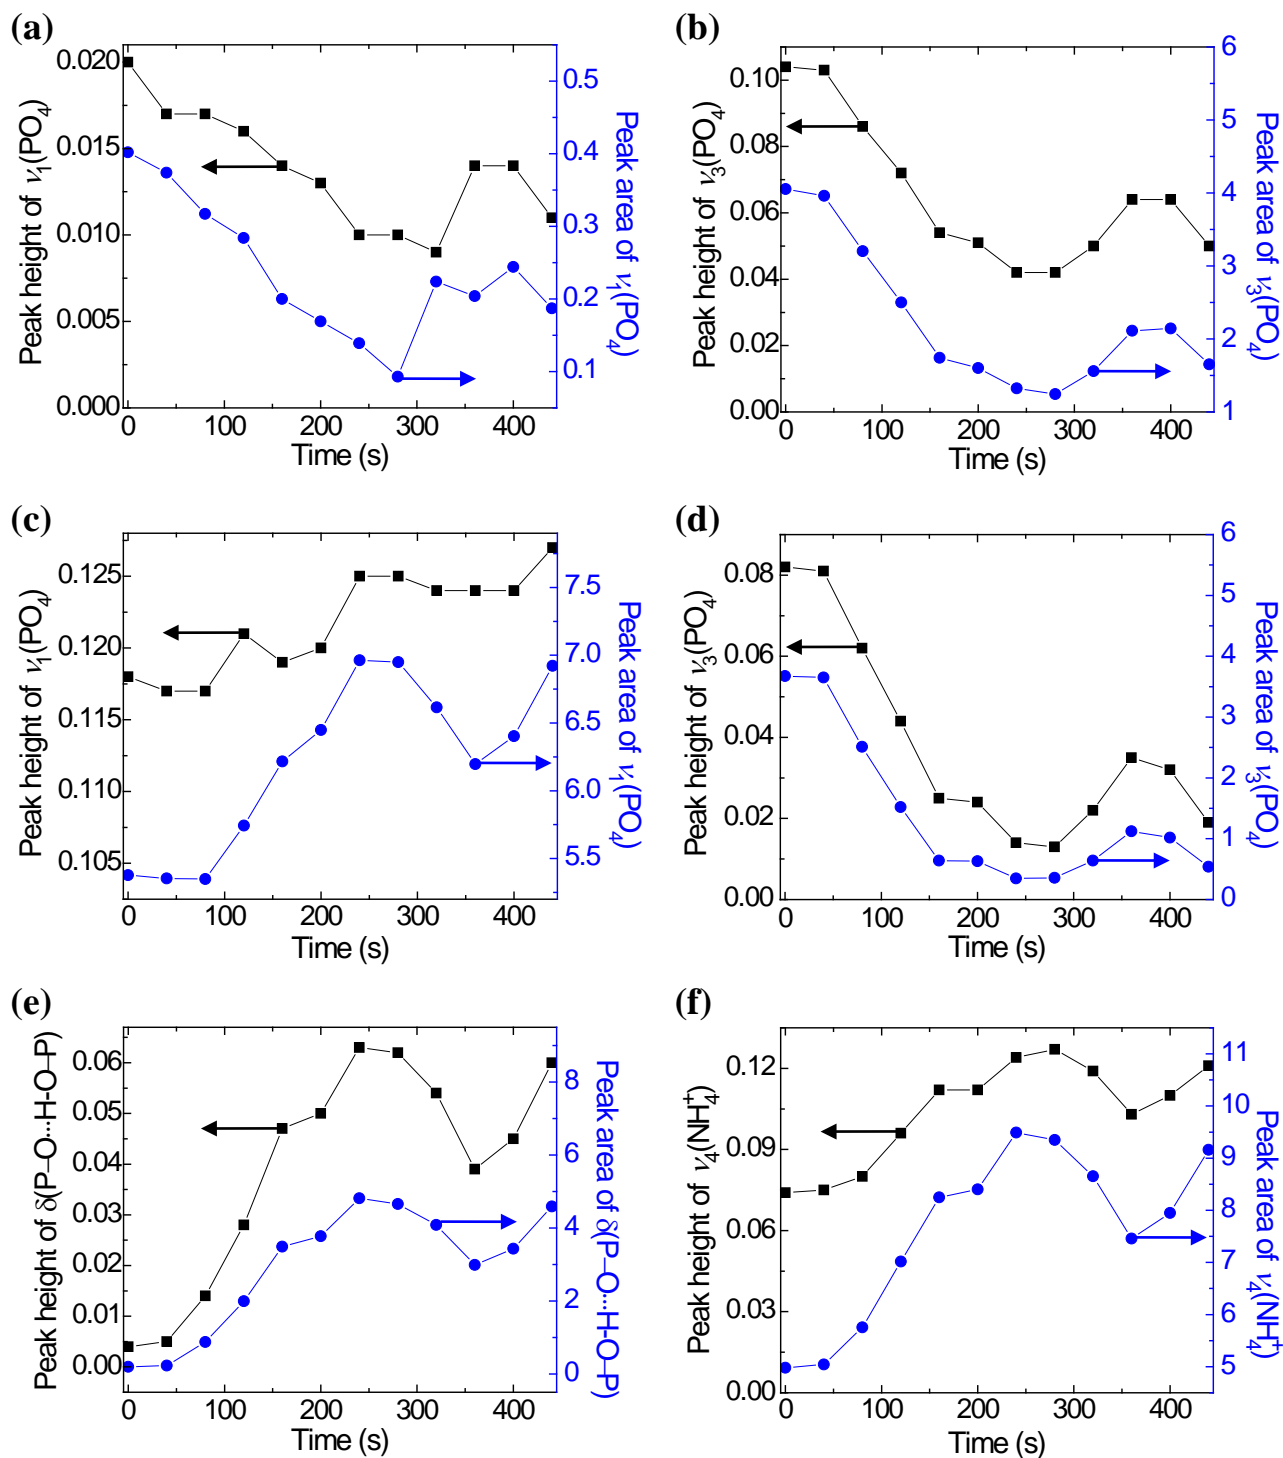 (a)
0.020
0.015
0.010
0.005
0.000
Peak height of ν₁(PO₄)
0 100 200 300 400
Time (s)
0.5
0.4
0.3
0.2
0.1
Peak area of ν₁(PO₄)
(b)
0.10
0.08
0.06
0.04
0.02
0.00
Peak height of ν₃(PO₄)
0 100 200 300 400
Time (s)
6
5
4
3
2
1
Peak area of ν₃(PO₄)
(c)
0.125
0.120
0.115
0.110
0.105
Peak height of ν₁(PO₄)
0 100 200 300 400
Time (s)
7.5
7.0
6.5
6.0
5.5
Peak area of ν₁(PO₄)
(d)
0.08
0.06
0.04
0.02
0.00
Peak height of ν₃(PO₄)
0 100 200 300 400
Time (s)
6
5
4
3
2
1
0
Peak area of ν₃(PO₄)
(e)
0.06
0.05
0.04
0.03
0.02
0.01
0.00
Peak height of δ(P–O···H-O–P)
0 100 200 300 400
Time (s)
8
6
4
2
0
Peak area of δ(P–O···H-O–P)
(f)
0.12
0.09
0.06
0.03
0.00
Peak height of ν₄(NH₄⁺)
0 100 200 300 400
Time (s)
11
10
9
8
7
6
5
Peak area of ν₄(NH₄⁺)